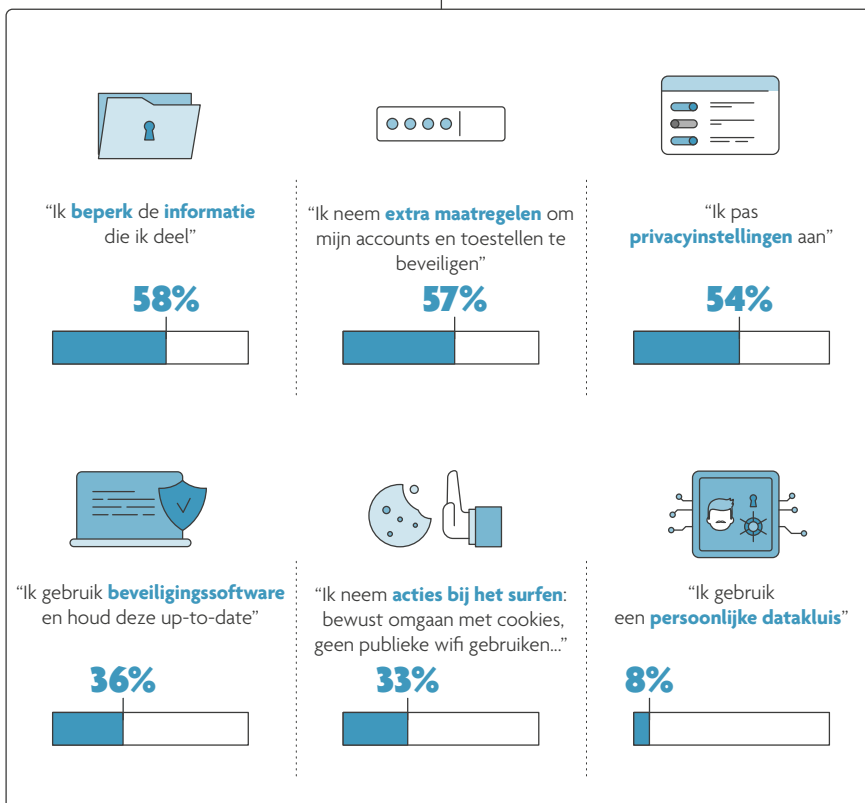 “Ik beperk de informatie
die ik deel”
58%
“Ik neem extra maatregelen om
mijn accounts en toestellen te
beveiligen”
57%
“Ik pas
privacyinstellingen aan”
54%
“Ik gebruik beveiligingssoftware
en houd deze up-to-date”
36%
“Ik neem acties bij het surfen:
bewust omgaan met cookies,
geen publieke wifi gebruiken...”
33%
“Ik gebruik
een persoonlijke datakluis”
8%